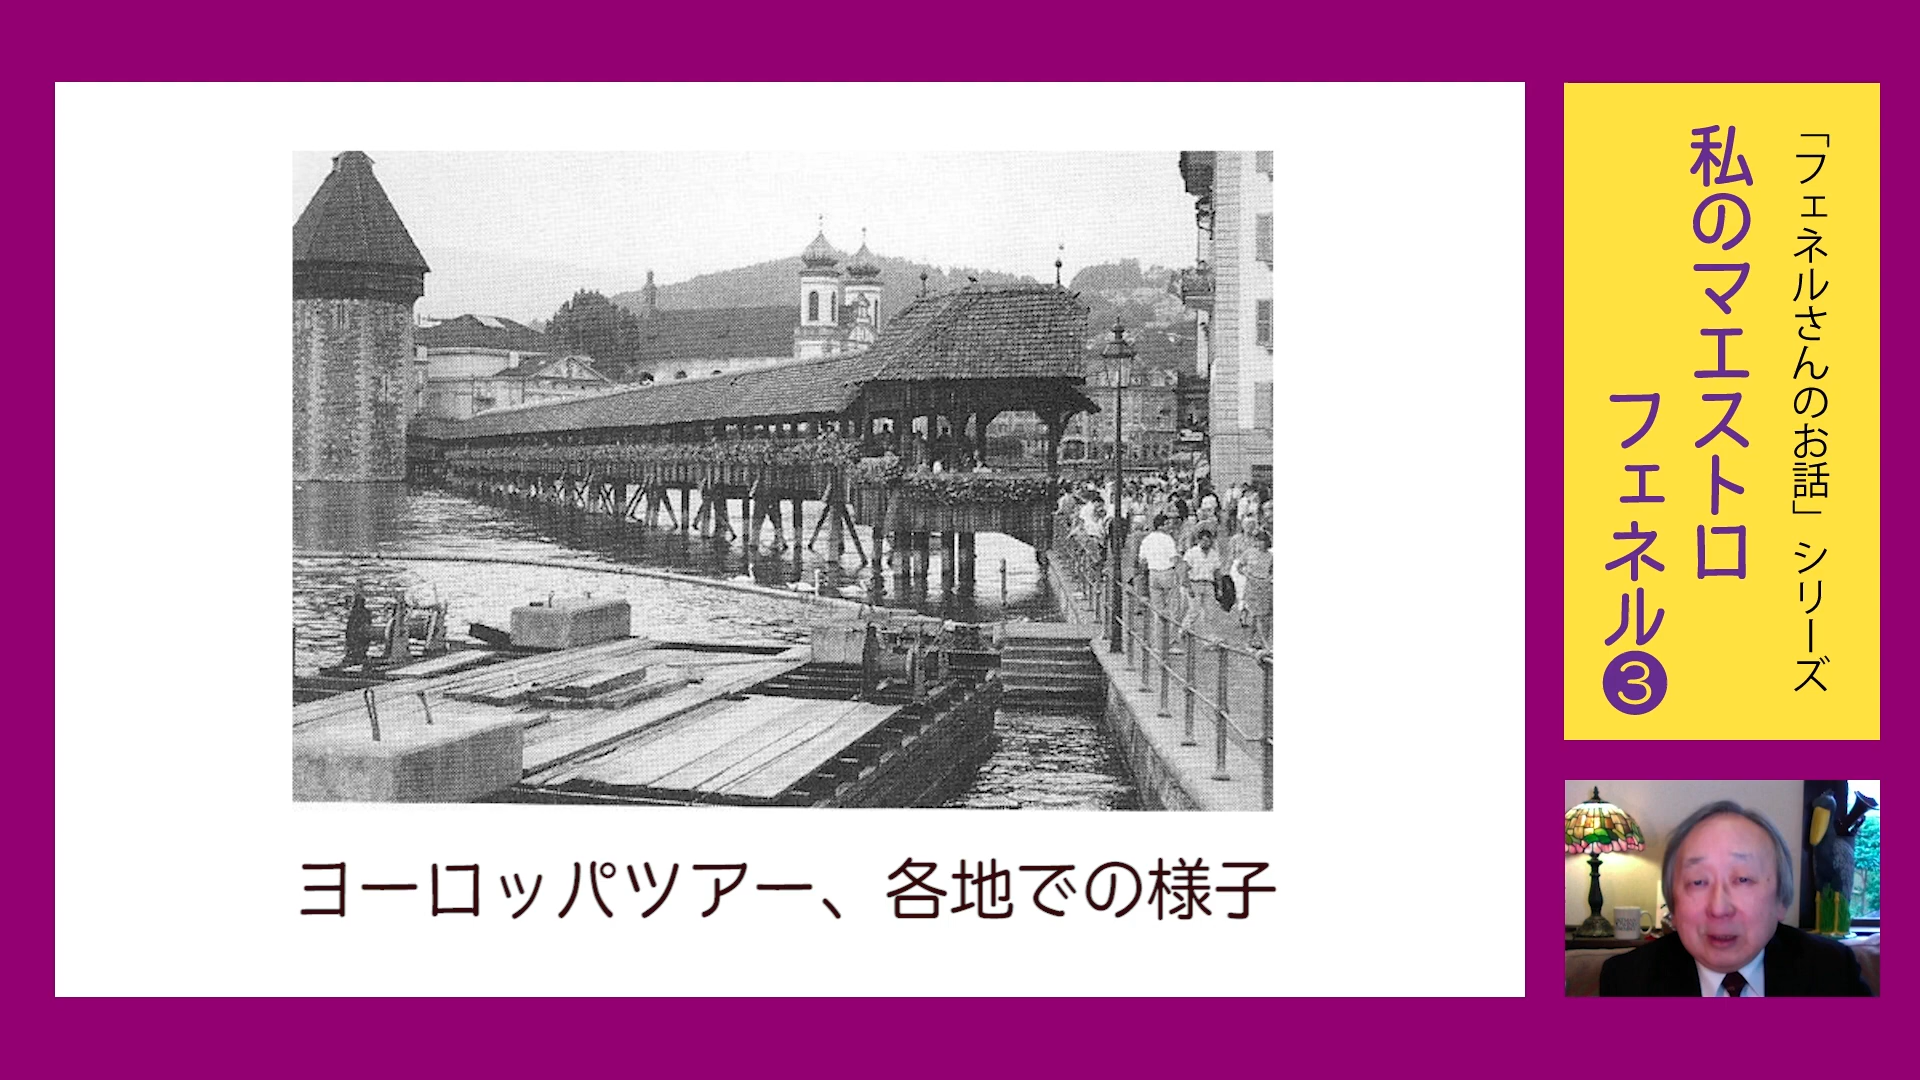 「フェネルさんのお話」シリーズ
私のマエストロ
フェネル❸
ヨーロッパツアー、各地での様子